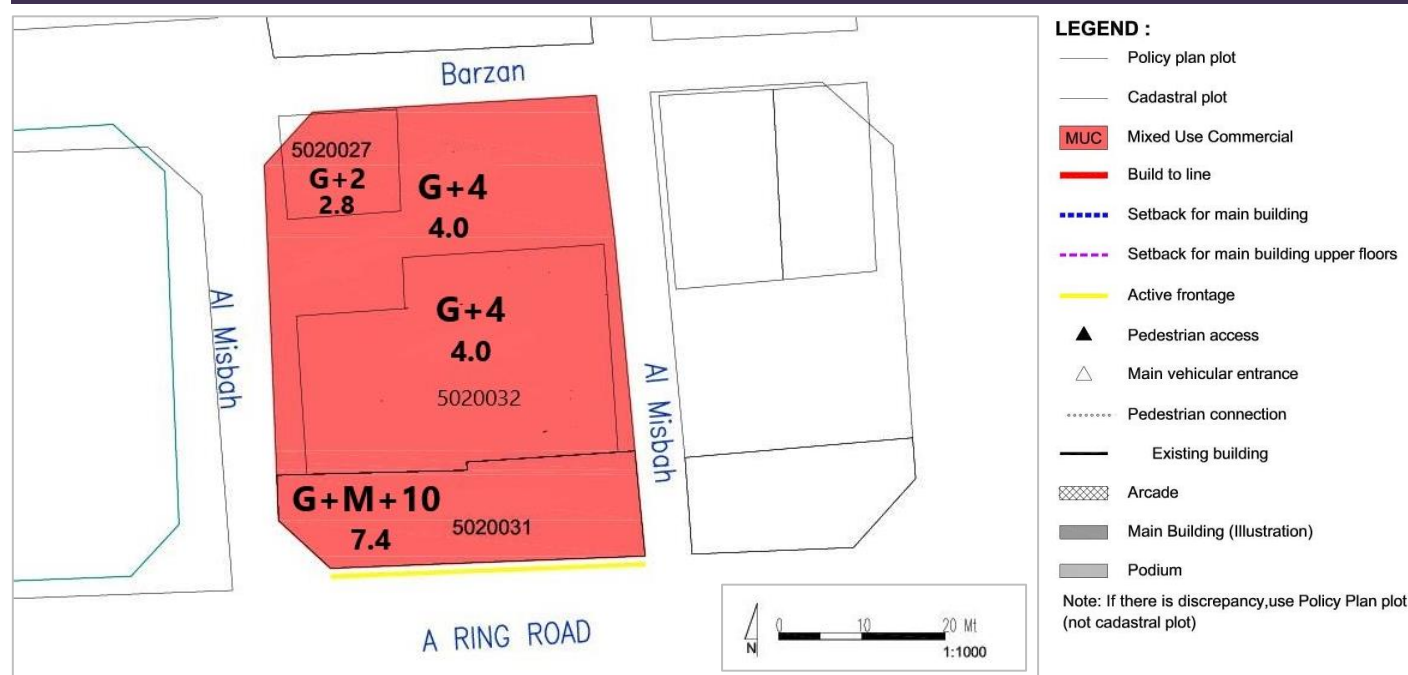 Barzan
5020027
G+2
2.8
G+4
4.0
G+4
4.0
5020032
Al Misbah
Al Misbah
G+M+10
7.4
5020031
A RING ROAD
N
0 10 20 Mt
1:1000
LEGEND :
Policy plan plot
Cadastral plot
MUC Mixed Use Commercial
Build to line
Setback for main building
Setback for main building upper floors
Active frontage
Pedestrian access
Main vehicular entrance
Pedestrian connection
Existing building
Arcade
Main Building (Illustration)
Podium
Note: If there is discrepancy,use Policy Plan plot
(not cadastral plot)